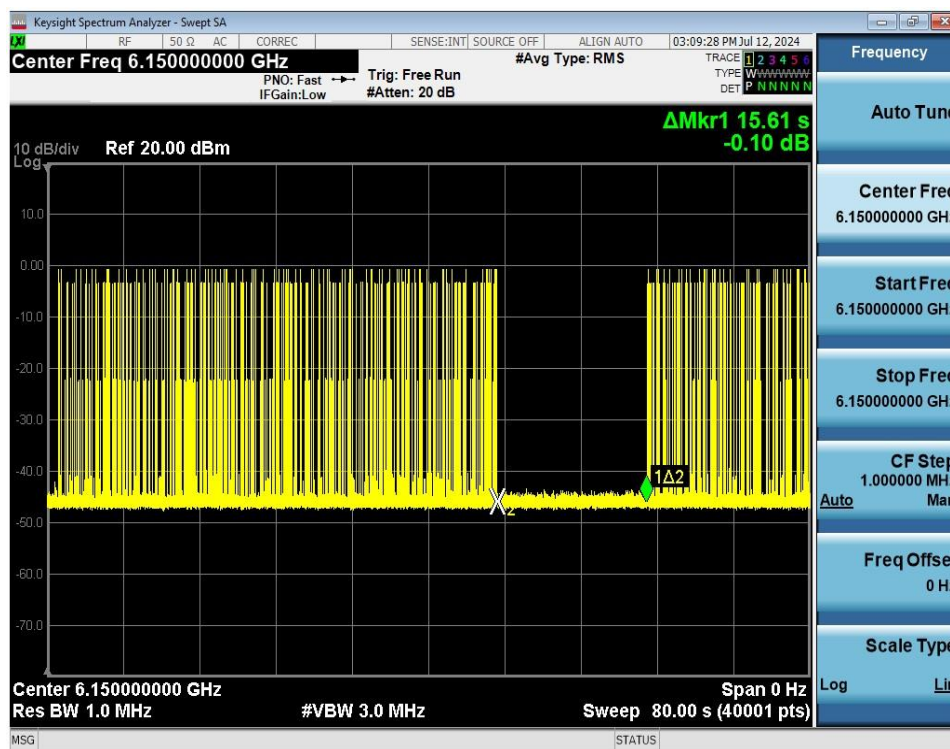 Keysight Spectrum Analyzer - Swept SA
LXI
RF
50 Ω
AC
CORREC
SENSE:INT
SOURCE OFF
ALIGN AUTO
03:09:28 PM Jul 12, 2024
Center Freq 6.150000000 GHz
PNO: Fast
IFGain:Low
Trig: Free Run
#Atten: 20 dB
#Avg Type: RMS
TRACE 1 2 3 4 5 6
TYPE WWWWWW
DET P N N N N N
ΔMkr1 15.61 s
-0.10 dB
10 dB/div
Log
Ref 20.00 dBm
10.0
0.00
-10.0
-20.0
-30.0
-40.0
-50.0
-60.0
-70.0
1Δ2
X2
Center 6.150000000 GHz
Span 0 Hz
Res BW 1.0 MHz
#VBW 3.0 MHz
Sweep 80.00 s (40001 pts)
MSG
STATUS
Frequency
Auto Tun
Center Fre
6.150000000 GH
Start Fre
6.150000000 GH
Stop Fre
6.150000000 GH
CF Ste
1.000000 MH
Auto
Ma
Freq Offse
0 H
Scale Typ
Log
Li